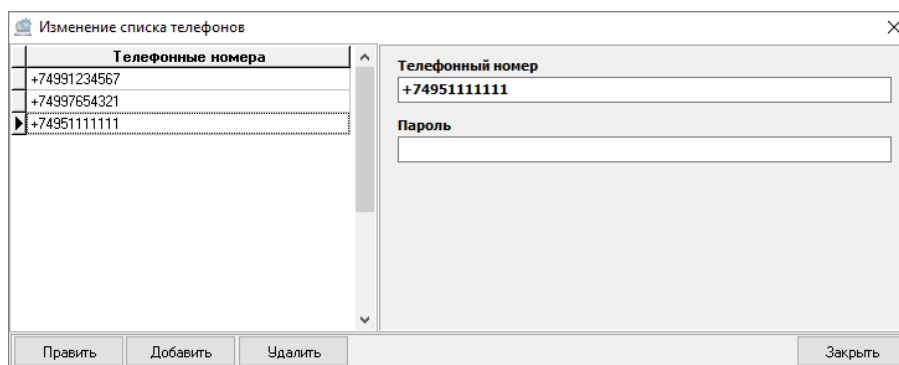 Изменение списка телефонов
Телефонные номера
+74991234567
+74997654321
+74951111111
Телефонный номер
+74951111111
Пароль
Править Добавить Удалить Закрыть